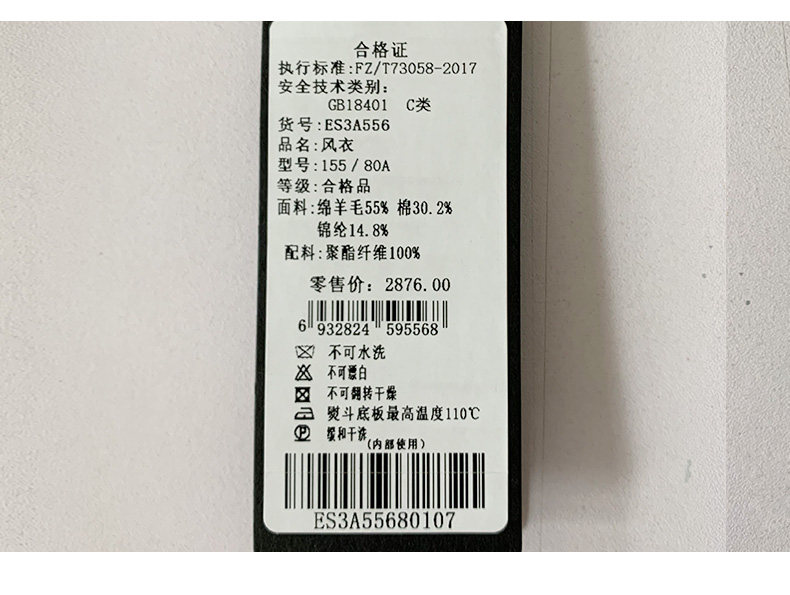 合格证
执行标准:FZ/T73058-2017
安全技术类别:
GB18401 C类
货号:ES3A556
品名:风衣
型号:155/80A
等级:合格品
面料:绵羊毛55% 棉30.2%
锦纶14.8%
配料:聚酯纤维100%
零售价: 2876.00
6 932824 595568
不可水洗
不可漂白
不可翻转干燥
熨斗底板最高温度110℃
P 缓和干洗
(内部使用)
ES3A55680107